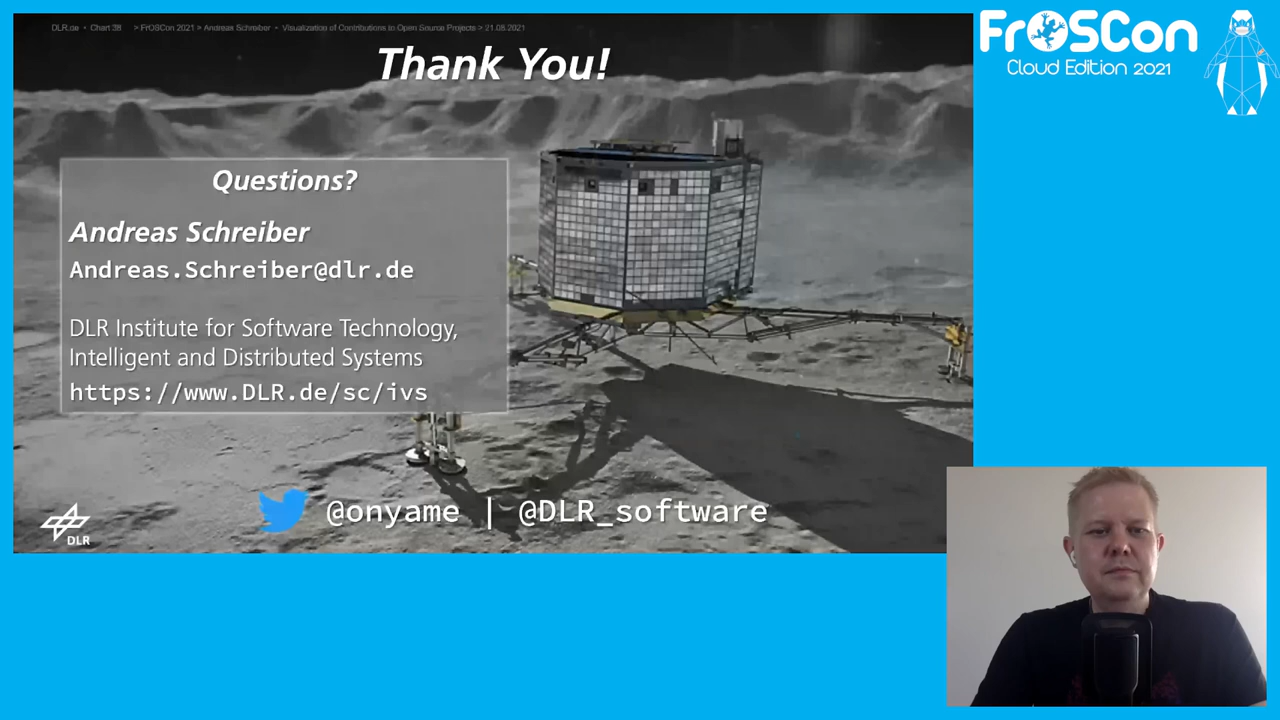 DLR.de • Chart 38 > FrOSCon 2021 > Andreas Schreiber • Visualization of Contributions to Open Source Projects > 21.08.2021
FrOSCon
Cloud Edition 2021
Thank You!
Questions?
Andreas Schreiber
Andreas.Schreiber@dlr.de
DLR Institute for Software Technology,
Intelligent and Distributed Systems
https://www.DLR.de/sc/ivs
@onyame | @DLR_software
DLR